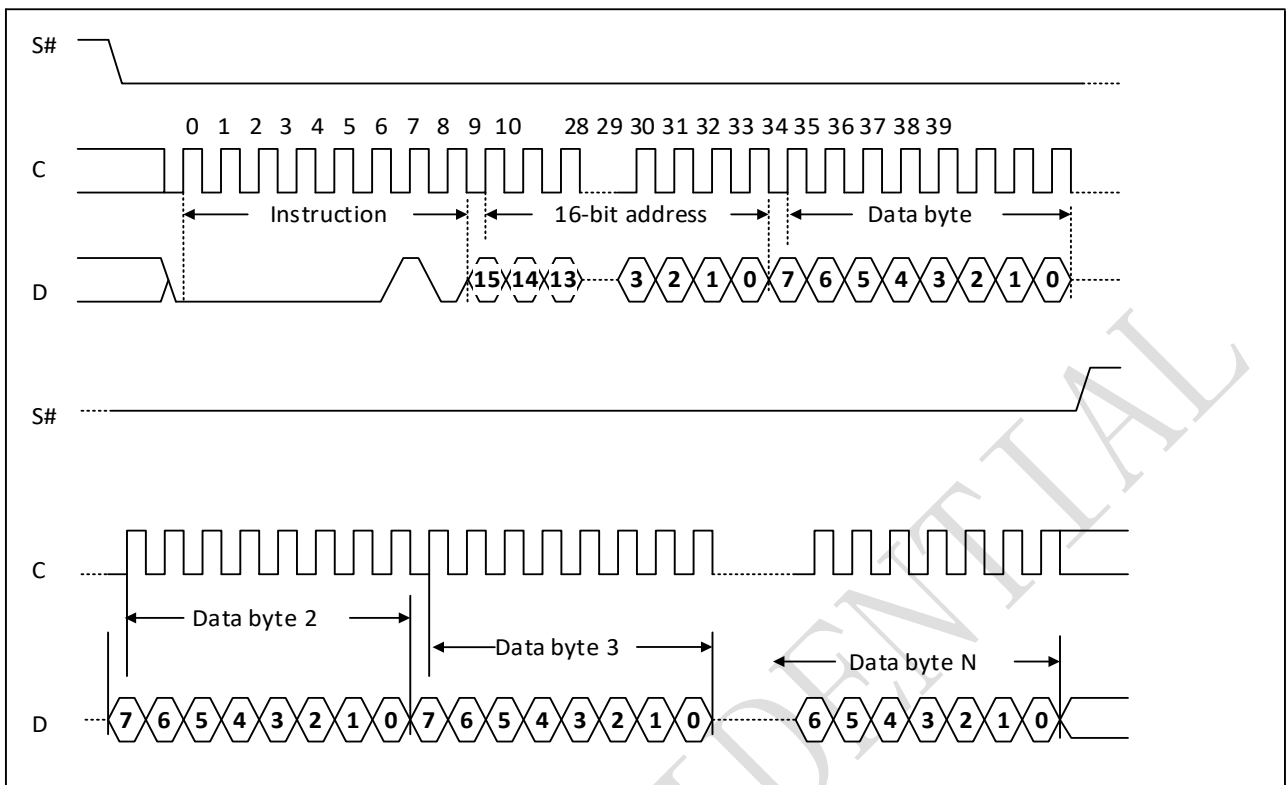 S#
0 1 2 3 4 5 6 7 8 9 10 28 29 30 31 32 33 34 35 36 37 38 39
C
Instruction 16-bit address Data byte
D 15 14 13 3 2 1 0 7 6 5 4 3 2 1 0
S#
C
Data byte 2
Data byte 3
Data byte N
D 7 6 5 4 3 2 1 0 7 6 5 4 3 2 1 0 6 5 4 3 2 1 0
IDENTIAL